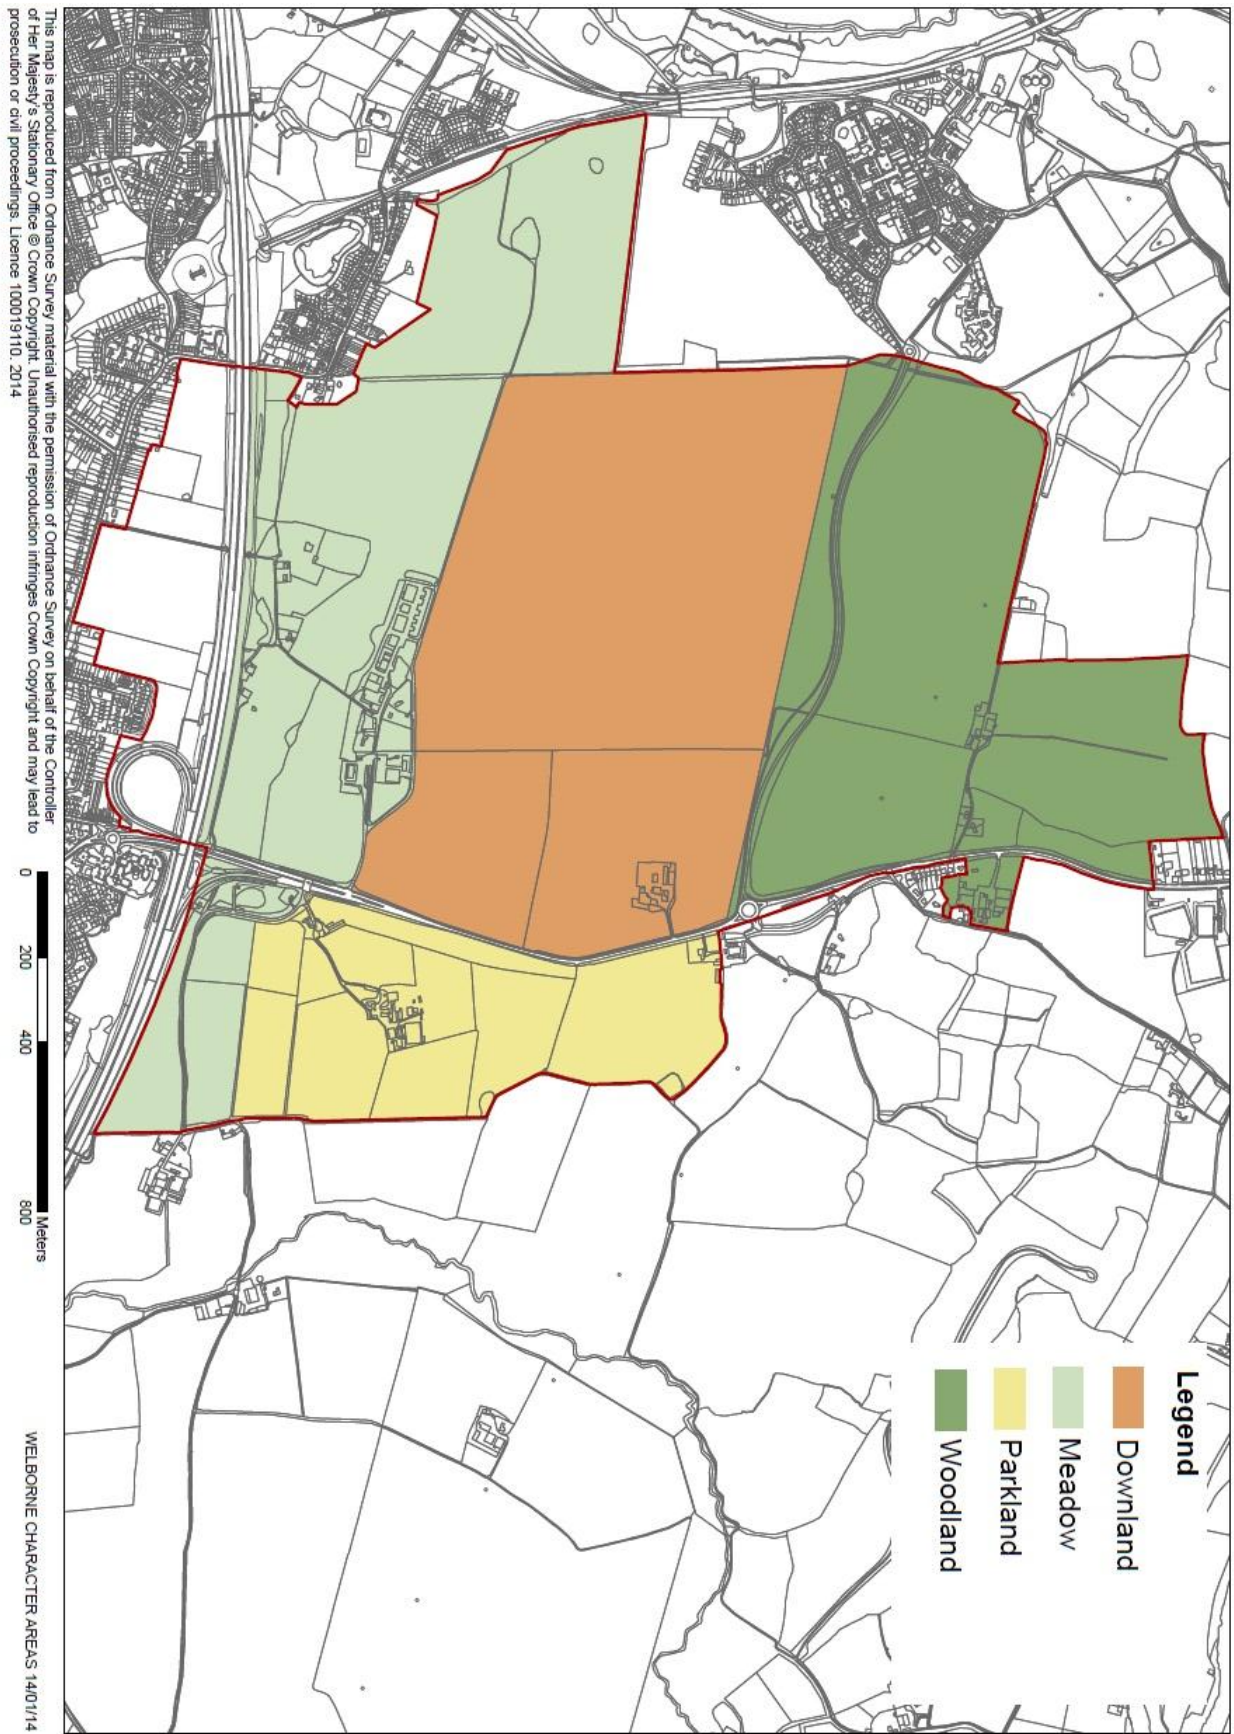 Legend
Downland
Meadow
Parkland
Woodland
This map is reproduced from Ordnance Survey material with the permission of Ordnance Survey on behalf of the Controller
of Her Majesty's Stationary Office © Crown Copyright. Unauthorised reproduction infringes Crown Copyright and may lead to
prosecution or civil proceedings. Licence 100019110. 2014
0 200 400 800
Meters
WELBORNE CHARACTER AREAS 14/01/14